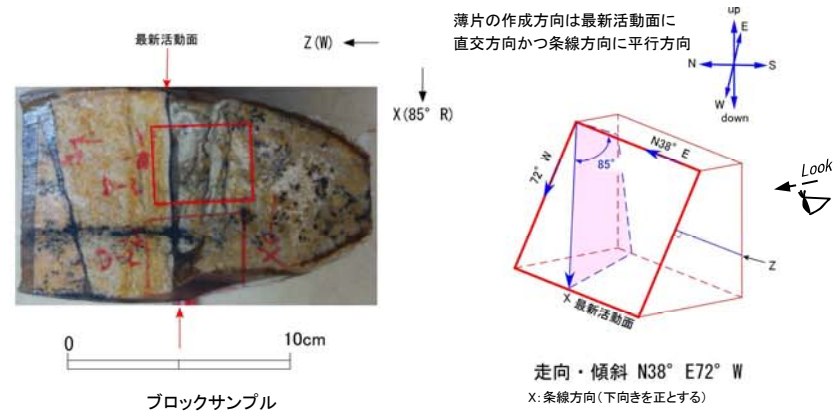 最新活動面
Z(W)
X(85° R)
0
10cm
ブロックサンプル
薄片の作成方向は最新活動面に
直交方向かつ条線方向に平行方向
up
E
N
S
W
down
N38° E
72° W
85°
Look
Z
X 最新活動面
走向・傾斜 N38° E72° W
X:条線方向(下向きを正とする)